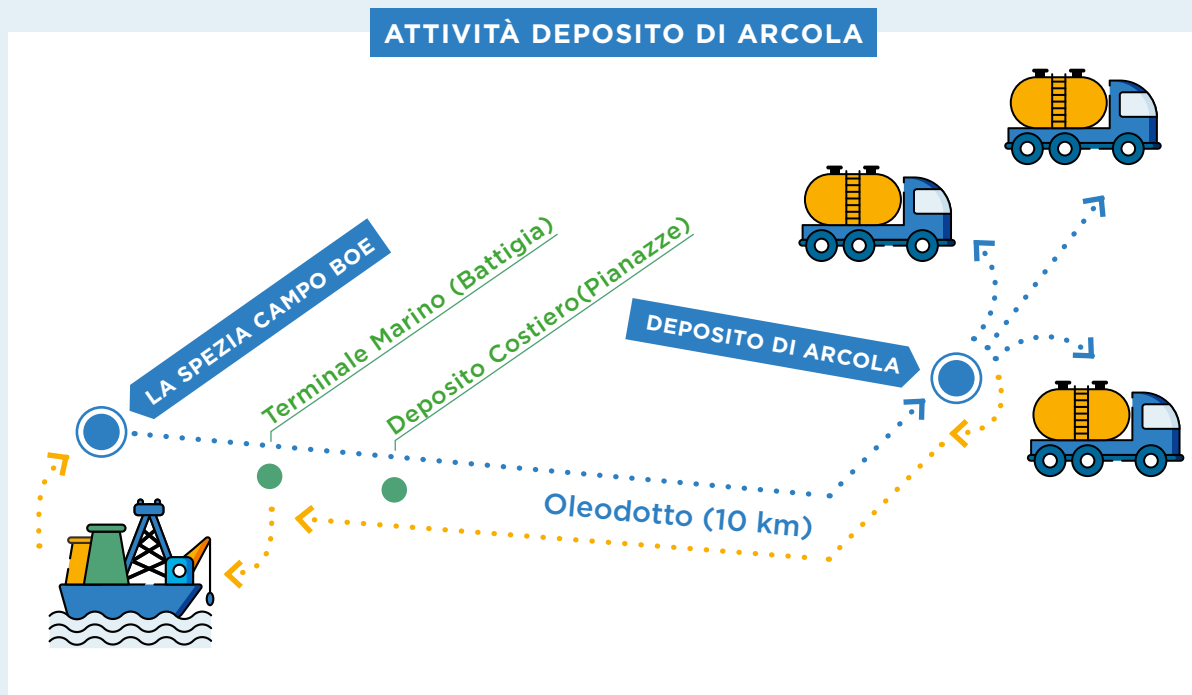 ATTIVITÀ DEPOSITO DI ARCOLA
LA SPEZIA CAMPO BOE
Terminale Marino (Battigia)
Deposito Costiero(Pianazze)
DEPOSITO DI ARCOLA
Oleodotto (10 km)